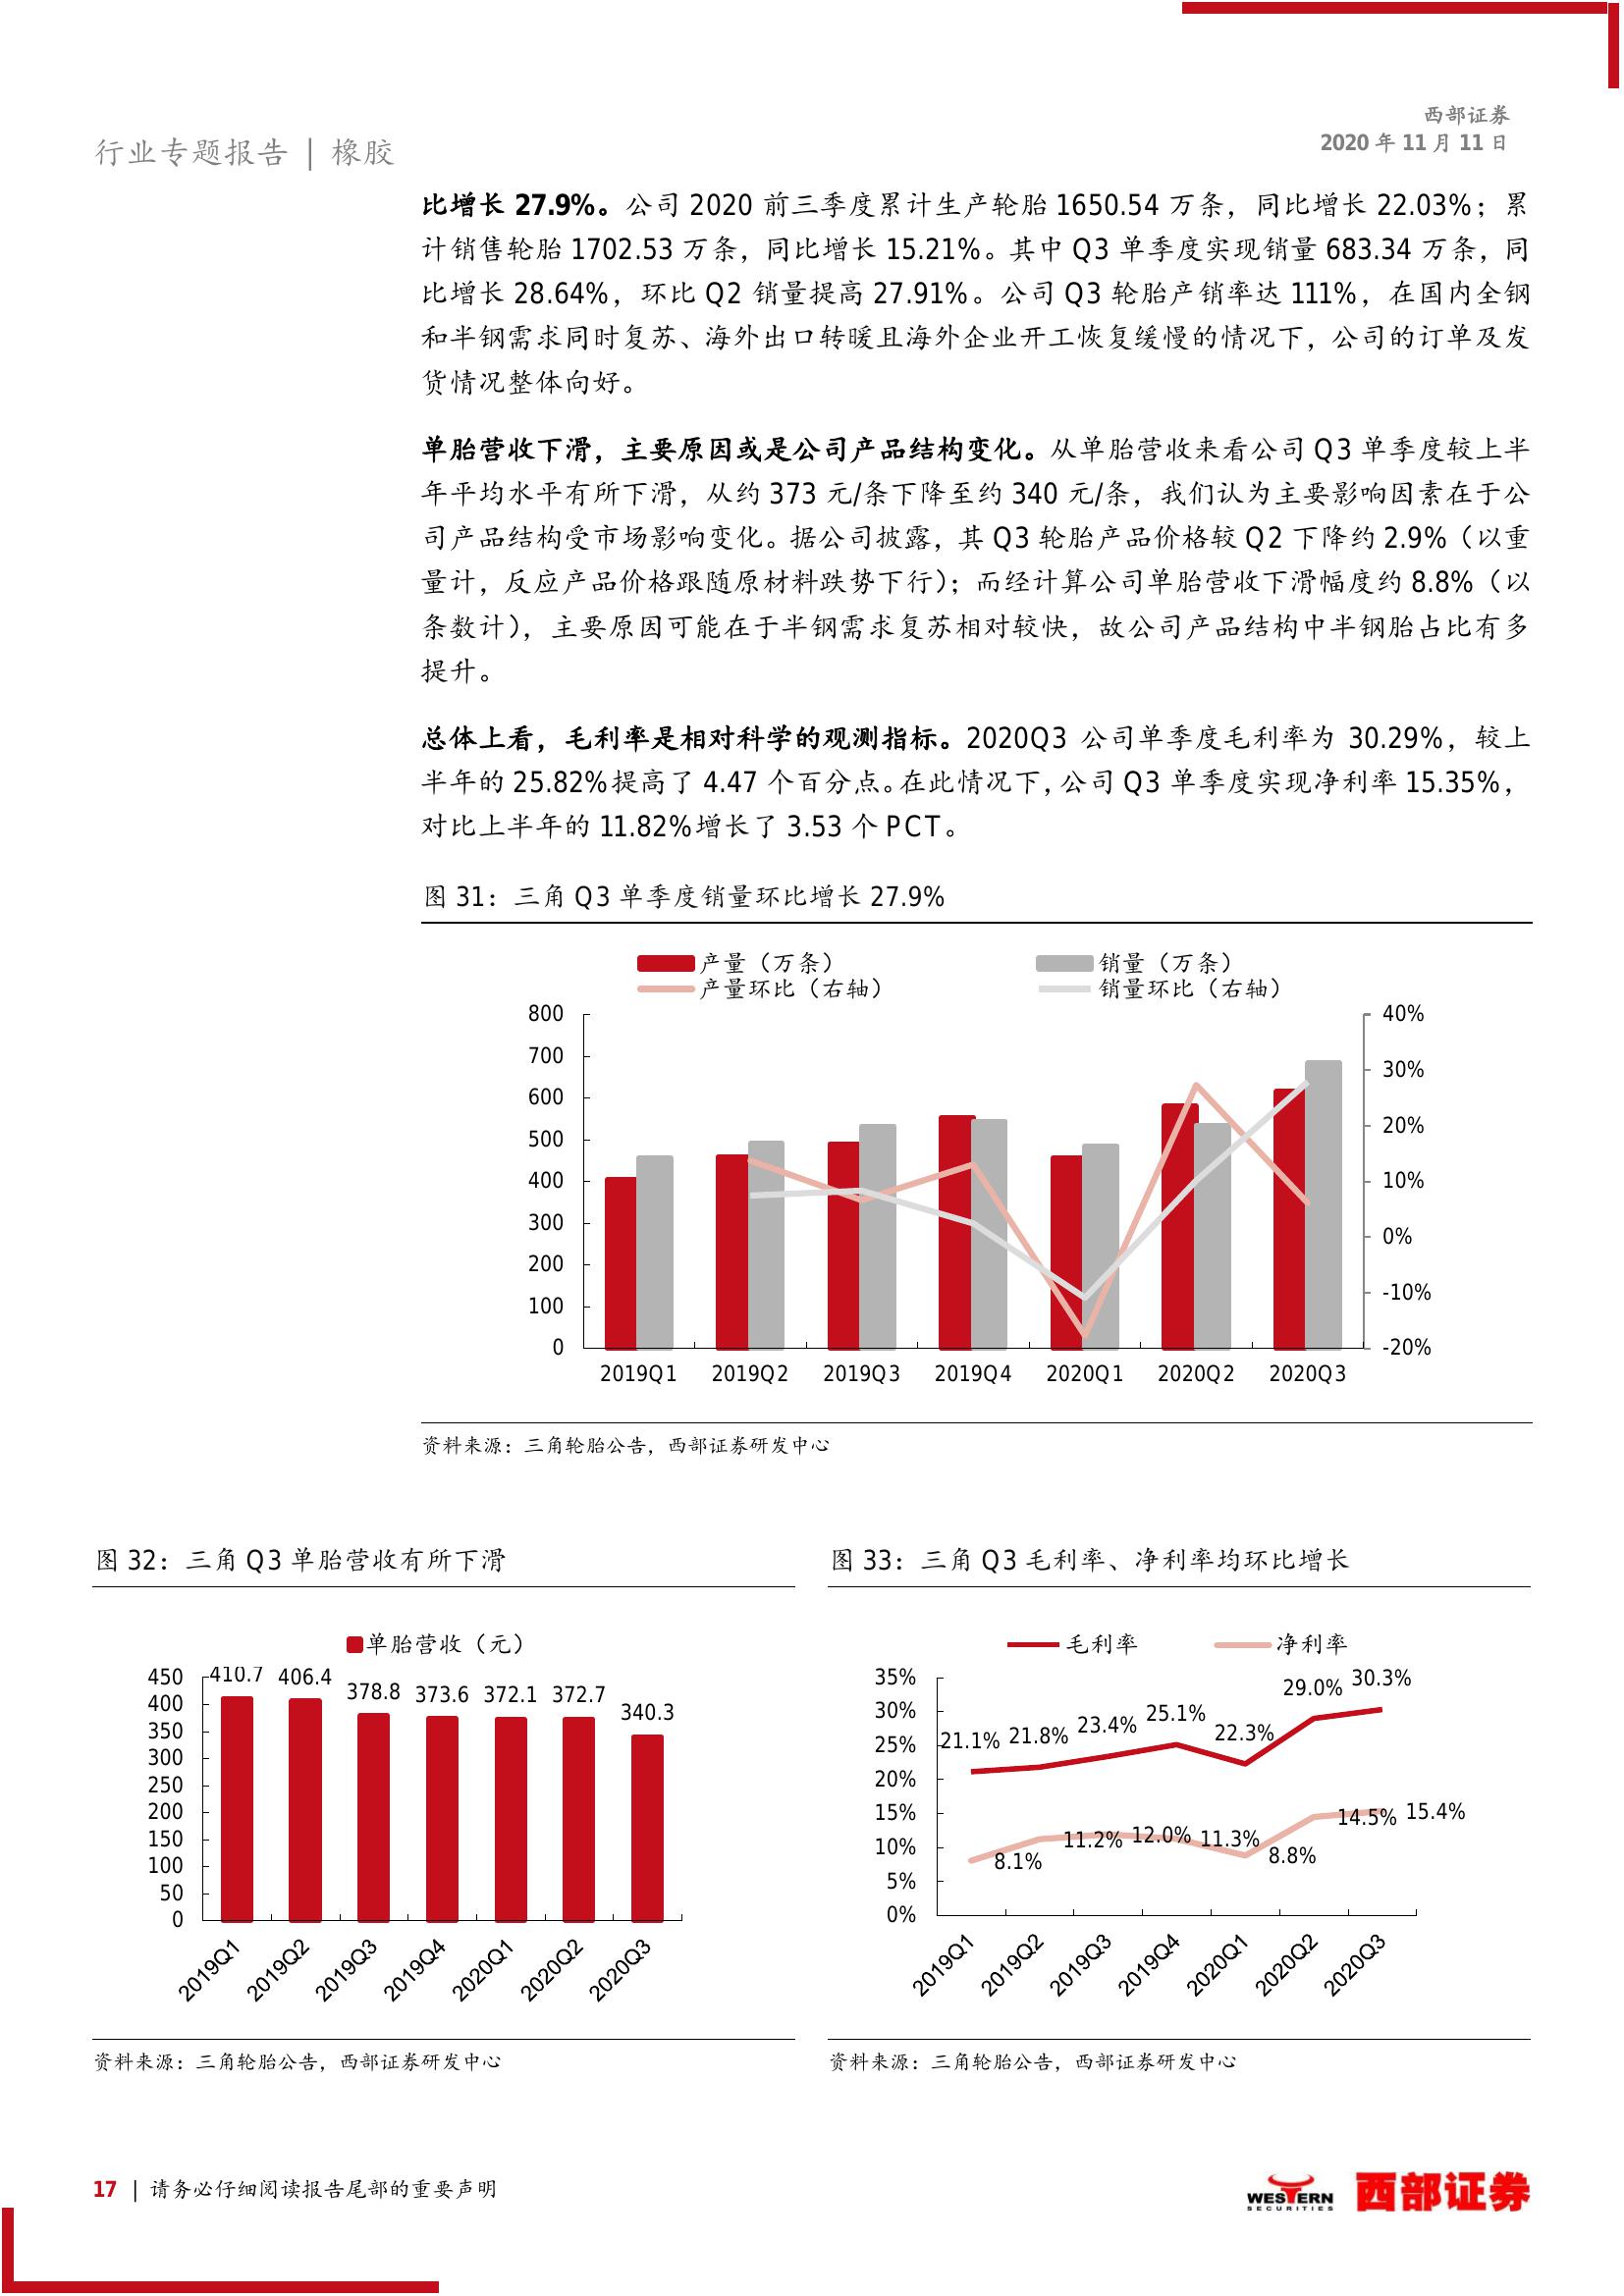 西部证券
2020 年 11 月 11 日
行业专题报告 | 橡胶
比增长 27.9%。公司 2020 前三季度累计生产轮胎 1650.54 万条，同比增长 22.03%；累
计销售轮胎 1702.53 万条，同比增长 15.21%。其中 Q3 单季度实现销量 683.34 万条，同
比增长 28.64%，环比 Q2 销量提高 27.91%。公司 Q3 轮胎产销率达 111%，在国内全钢
和半钢需求同时复苏、海外出口转暖且海外企业开工恢复缓慢的情况下，公司的订单及发
货情况整体向好。
单胎营收下滑，主要原因或是公司产品结构变化。从单胎营收来看公司 Q3 单季度较上半
年平均水平有所下滑，从约 373 元/条下降至约 340 元/条，我们认为主要影响因素在于公
司产品结构受市场影响变化。据公司披露，其 Q3 轮胎产品价格较 Q2 下降约 2.9%（以重
量计，反应产品价格跟随原材料跌势下行）；而经计算公司单胎营收下滑幅度约 8.8%（以
条数计），主要原因可能在于半钢需求复苏相对较快，故公司产品结构中半钢胎占比有多
提升。
总体上看，毛利率是相对科学的观测指标。2020Q3 公司单季度毛利率为 30.29%，较上
半年的 25.82%提高了 4.47 个百分点。在此情况下，公司 Q3 单季度实现净利率 15.35%，
对比上半年的 11.82%增长了 3.53 个 PCT。
图 31：三角 Q3 单季度销量环比增长 27.9%
产量（万条） 销量（万条）
产量环比（右轴） 销量环比（右轴）
800 40%
700
600 30%
500 20%
400 10%
300 0%
200
100 -10%
0 -20%
2019Q1 2019Q2 2019Q3 2019Q4 2020Q1 2020Q2 2020Q3
资料来源：三角轮胎公告，西部证券研发中心
图 32：三角 Q3 单胎营收有所下滑
单胎营收（元）
450
400
350
300
250
200
150
100
50
0
410.7 406.4 378.8 373.6 372.1 372.7 340.3
2019Q1 2019Q2 2019Q3 2019Q4 2020Q1 2020Q2 2020Q3
资料来源：三角轮胎公告，西部证券研发中心
图 33：三角 Q3 毛利率、净利率均环比增长
毛利率 净利率
35%
30%
25%
20%
15%
10%
5%
0%
21.1% 21.8% 23.4% 25.1% 22.3% 29.0% 30.3%
8.1% 11.2% 12.0% 11.3% 8.8% 14.5% 15.4%
2019Q1 2019Q2 2019Q3 2019Q4 2020Q1 2020Q2 2020Q3
资料来源：三角轮胎公告，西部证券研发中心
17 | 请务必仔细阅读报告尾部的重要声明
WESTERN
SECURITIES
西部证券